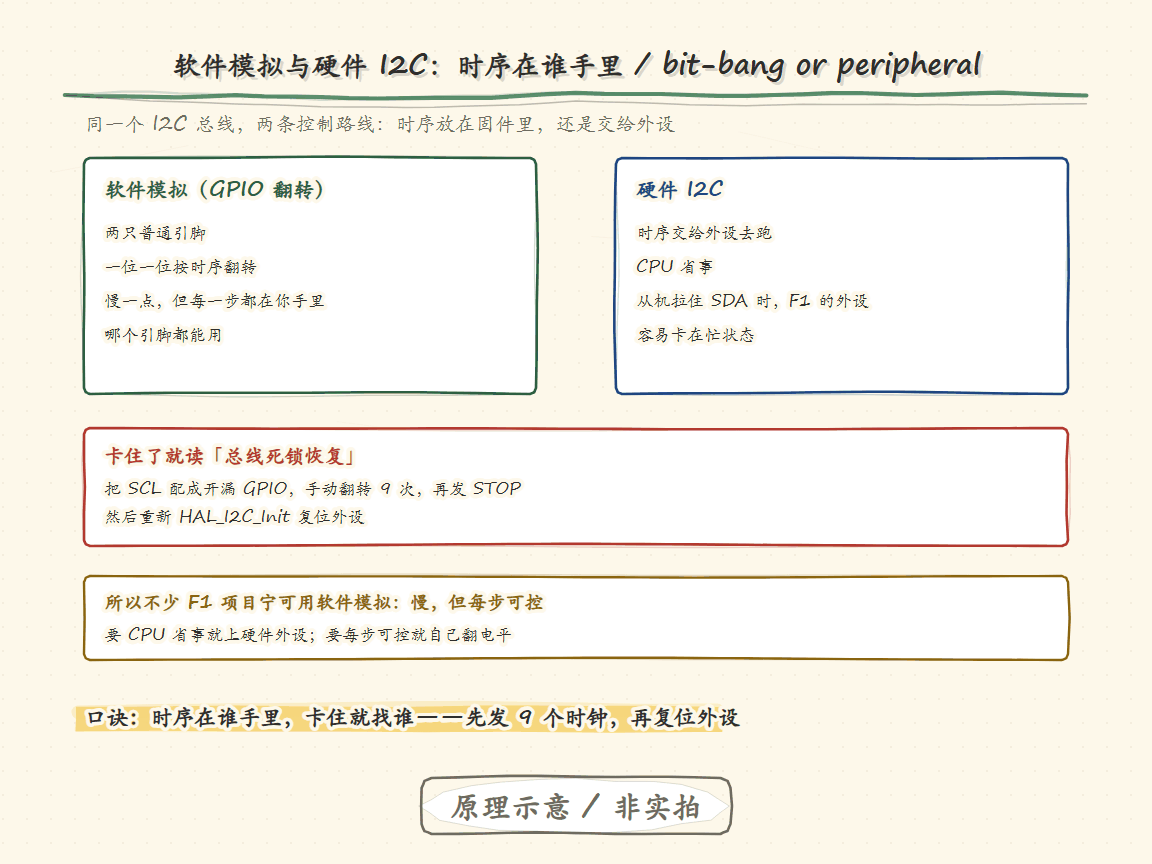 软件模拟与硬件 I2C：时序在谁手里 / bit-bang or peripheral
同一个 I2C 总线，两条控制路线：时序放在固件里，还是交给外设
软件模拟（GPIO 翻转）
两只普通引脚
一位一位按时序翻转
慢一点，但每一步都在你手里
哪个引脚都能用
硬件 I2C
时序交给外设去跑
CPU 省事
从机拉住 SDA 时，F1 的外设
容易卡在忙状态
卡住了就读「总线死锁恢复」
把 SCL 配成开漏 GPIO，手动翻转 9 次，再发 STOP
然后重新 HAL_I2C_Init 复位外设
所以不少 F1 项目宁可用软件模拟：慢，但每步可控
要 CPU 省事就上硬件外设；要每步可控就自己翻电平
口诀：时序在谁手里，卡住就找谁——先发 9 个时钟，再复位外设
原理示意 / 非实拍